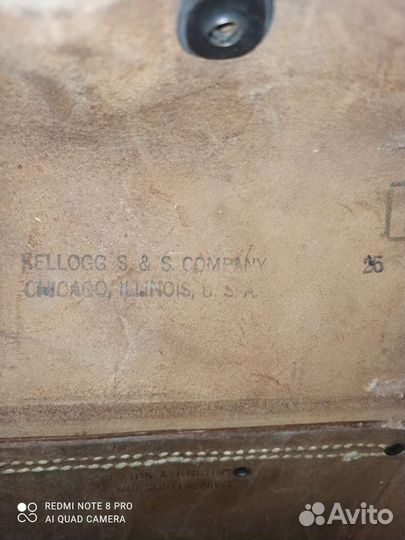 KELLOGG S. & S. COMPANY 25
CHICAGO, ILLINOIS, U. S. A.
REDMI NOTE 8 PRO
AI QUAD CAMERA
Avito